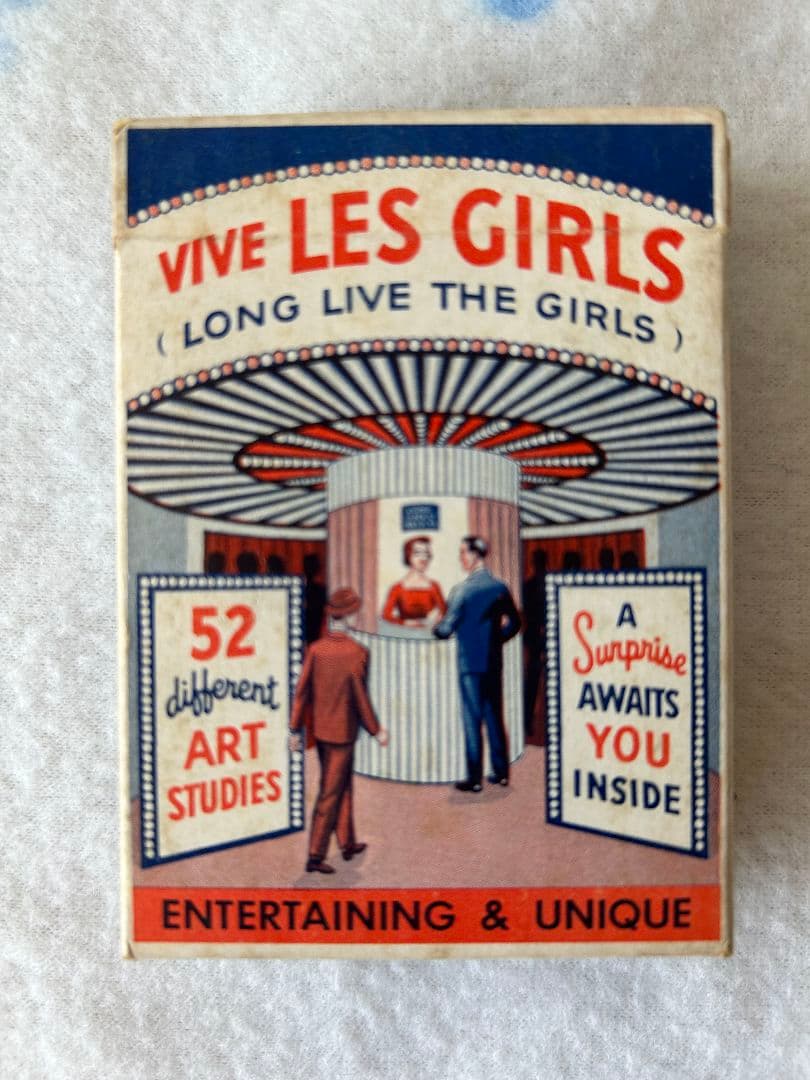 VIVE LES GIRLS
( LONG LIVE THE GIRLS )
52
different
ART
STUDIES
A
Surprise
AWAITS
YOU
INSIDE
ENTERTAINING & UNIQUE